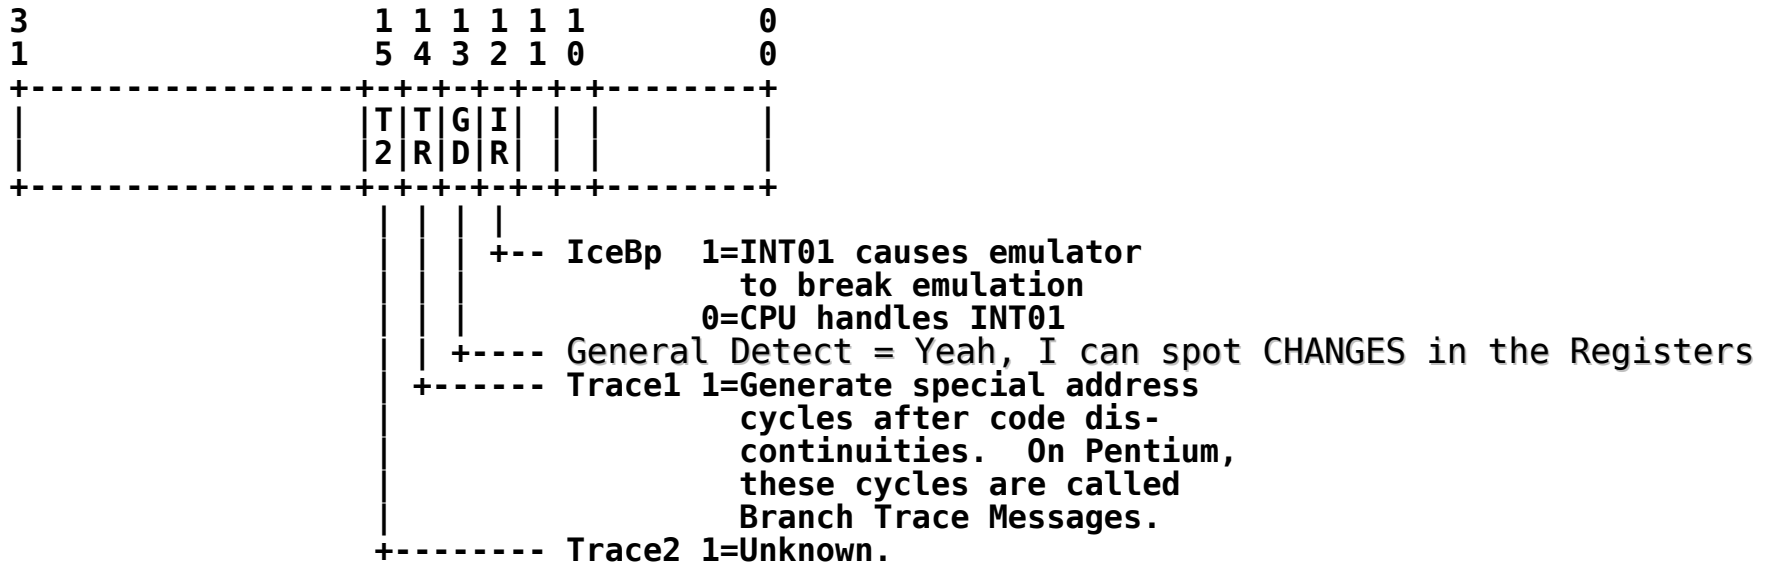 3                  1 1 1 1 1 1         0
1                  5 4 3 2 1 0         0
+-----------------+-+-+-+-+-+-+--------+
|                 |T|T|G|I| | |        |
|                 |2|R|D|R| | |        |
+-----------------+-+-+-+-+-+-+--------+
                   | | | |
                   | | | +-- IceBp  1=INT01 causes emulator
                   | | |              to break emulation
                   | | |            0=CPU handles INT01
                   | | +---- General Detect = Yeah, I can spot CHANGES in the Registers
                   | +------ Trace1 1=Generate special address
                   |                  cycles after code dis-
                   |                  continuities.  On Pentium,
                   |                  these cycles are called
                   |                  Branch Trace Messages.
                   +-------- Trace2 1=Unknown.